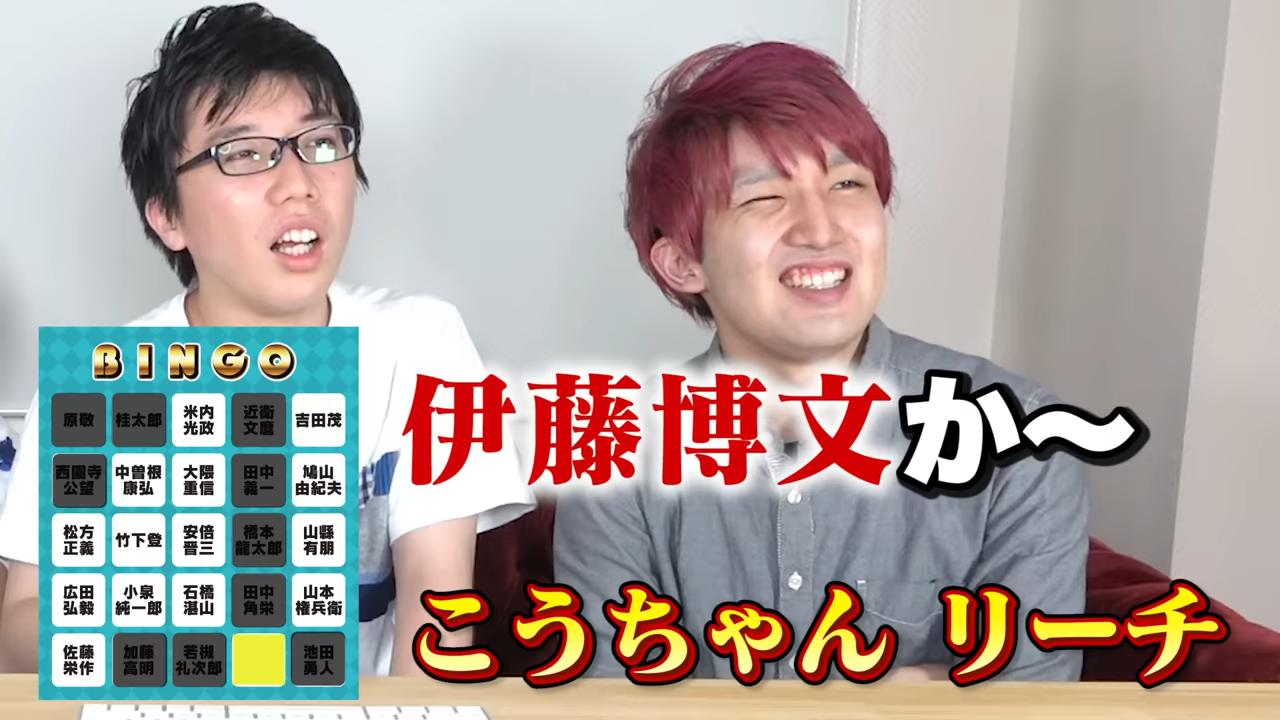 BINGO
原敬
桂太郎
米内
光政
近衛
文麿
吉田茂
西園寺
公望
中曽根
康弘
大隈
重信
田中
義一
鳩山
由紀夫
松方
正義
竹下登
安倍
晋三
橋本
龍太郎
山縣
有朋
広田
弘毅
小泉
純一郎
石橋
湛山
田中
角栄
山本
権兵衛
佐藤
栄作
加藤
高明
若槻
礼次郎
池田
勇人
伊藤博文か〜
こうちゃん リーチ